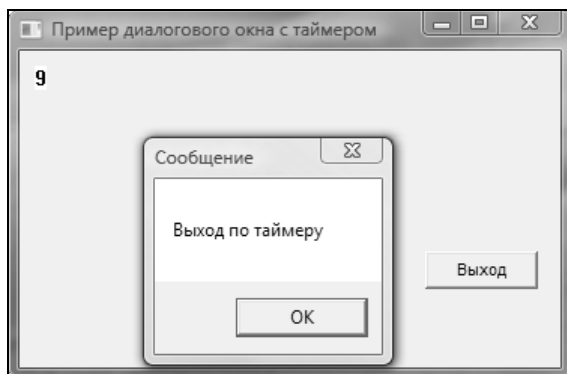 Пример диалогового окна с таймером
9
Сообщение
Выход по таймеру
Выход
OK